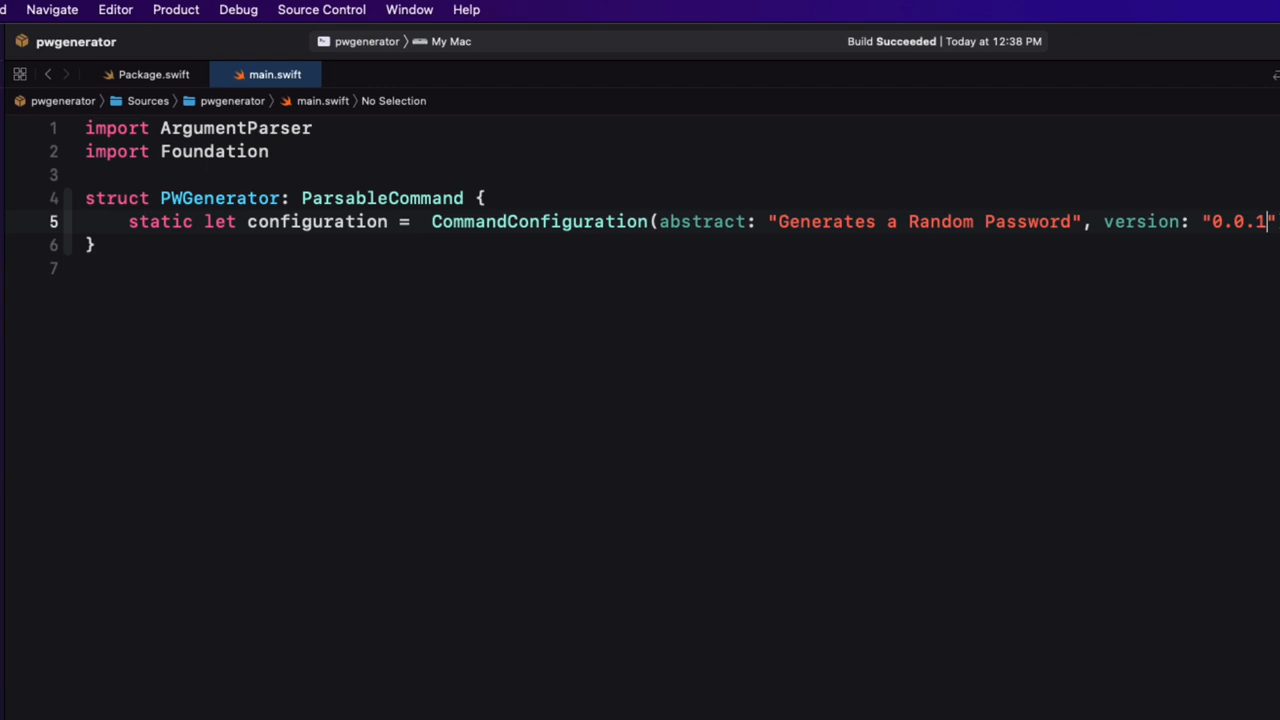 d Navigate Editor Product Debug Source Control Window Help
pwgenerator pwgenerator 〉 My Mac Build Succeeded | Today at 12:38 PM
Package.swift main.swift
pwgenerator 〉 Sources 〉 pwgenerator 〉 main.swift 〉 No Selection
1 import ArgumentParser
2 import Foundation
3
4 struct PWGenerator: ParsableCommand {
5     static let configuration =  CommandConfiguration(abstract: "Generates a Random Password", version: "0.0.1"
6 }
7